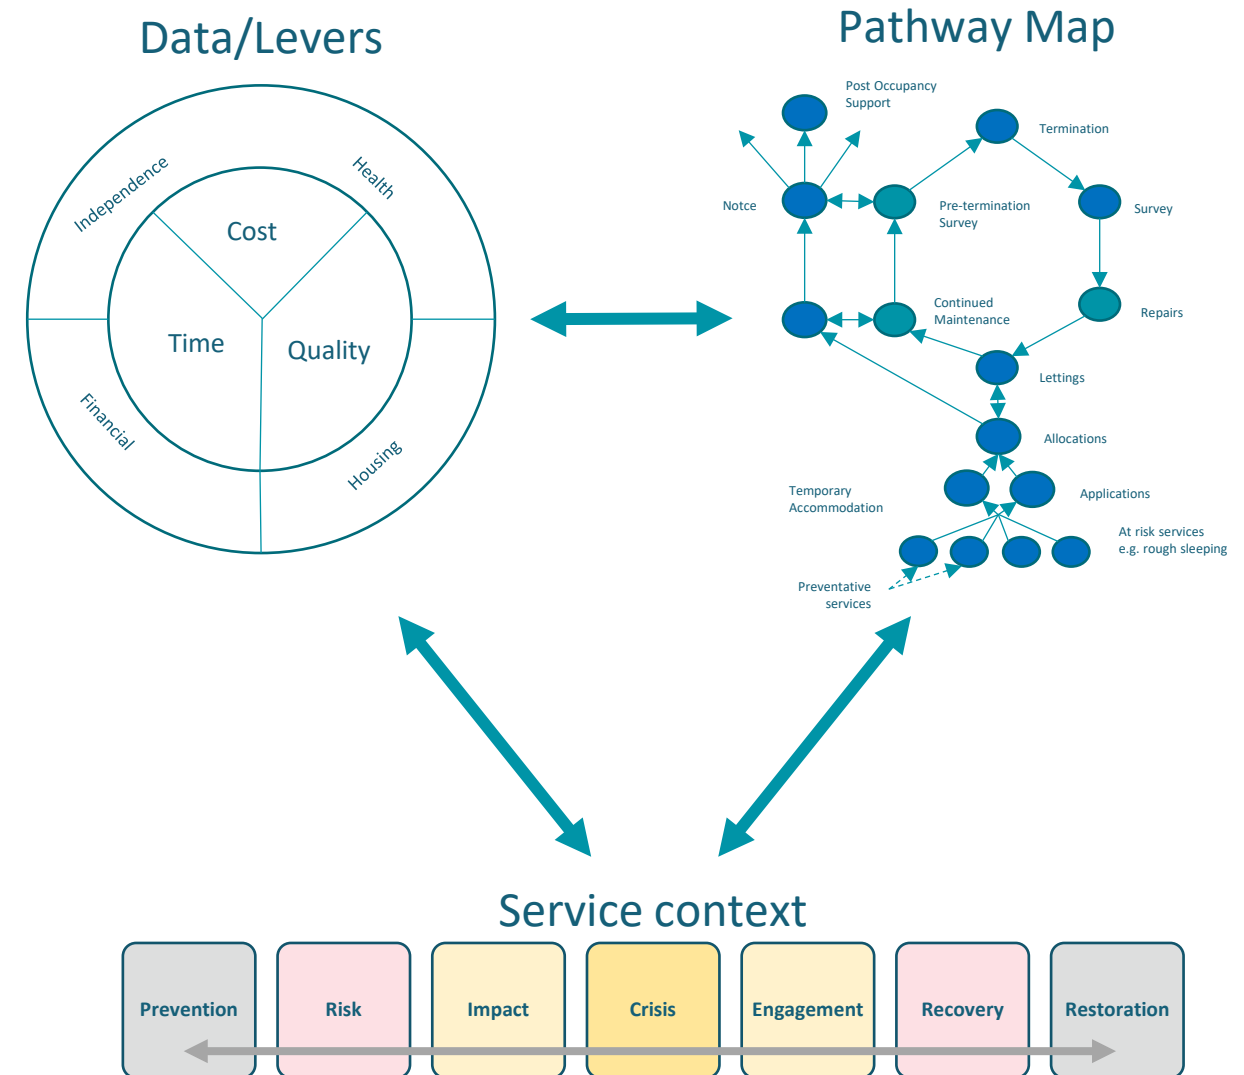 Data/Levers
Independence
Health
Cost
Time
Quality
Financial
Housing
Pathway Map
Post Occupancy
Support
Termination
Notce
Pre-termination
Survey
Survey
Continued
Maintenance
Repairs
Lettings
Allocations
Temporary
Accommodation
Applications
At risk services
e.g. rough sleeping
Preventative
services
Service context
Prevention
Risk
Impact
Crisis
Engagement
Recovery
Restoration